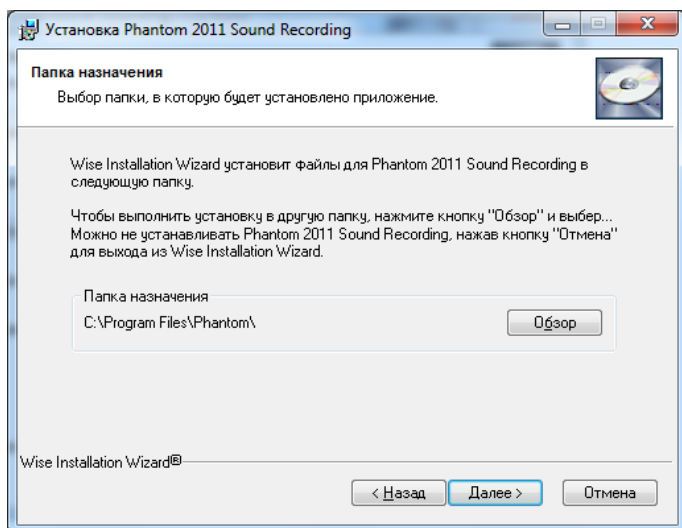 Установка Phantom 2011 Sound Recording
Папка назначения
Выбор папки, в которую будет установлено приложение.
Wise Installation Wizard установит файлы для Phantom 2011 Sound Recording в
следующую папку.
Чтобы выполнить установку в другую папку, нажмите кнопку "Обзор" и выбер...
Можно не устанавливать Phantom 2011 Sound Recording, нажав кнопку "Отмена"
для выхода из Wise Installation Wizard.
Папка назначения
C:\Program Files\Phantom\
Обзор
Wise Installation Wizard®
< Назад
Далее >
Отмена